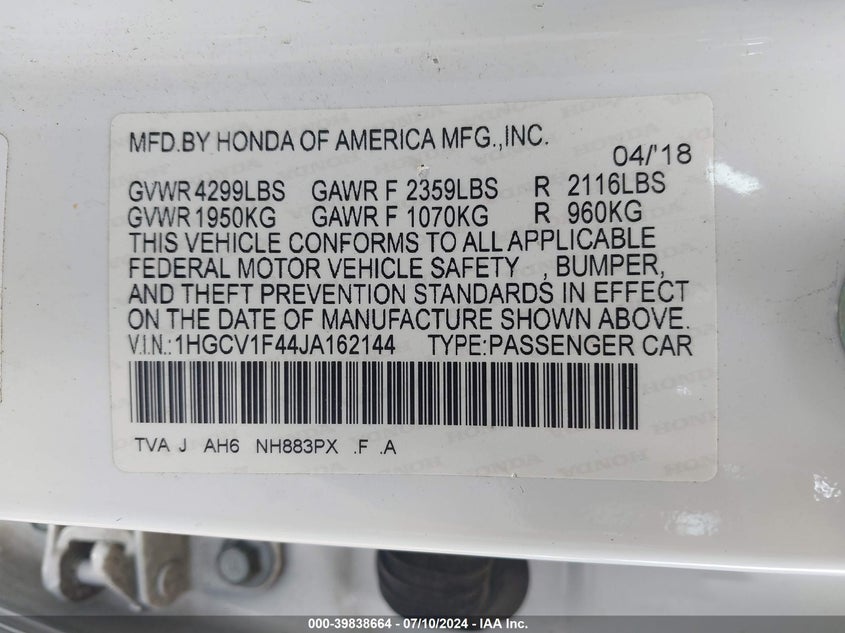 MFD.BY HONDA OF AMERICA MFG.,INC.
04/'18
GVWR 4299LBS GAWR F 2359LBS R 2116LBS
GVWR 1950KG GAWR F 1070KG R 960KG
THIS VEHICLE CONFORMS TO ALL APPLICABLE
FEDERAL MOTOR VEHICLE SAFETY , BUMPER,
AND THEFT PREVENTION STANDARDS IN EFFECT
ON THE DATE OF MANUFACTURE SHOWN ABOVE.
V.I.N.:1HGCV1F44JA162144 TYPE:PASSENGER CAR
TVA J AH6 NH883PX .F .A
000-39838664 - 07/10/2024 - IAA Inc.